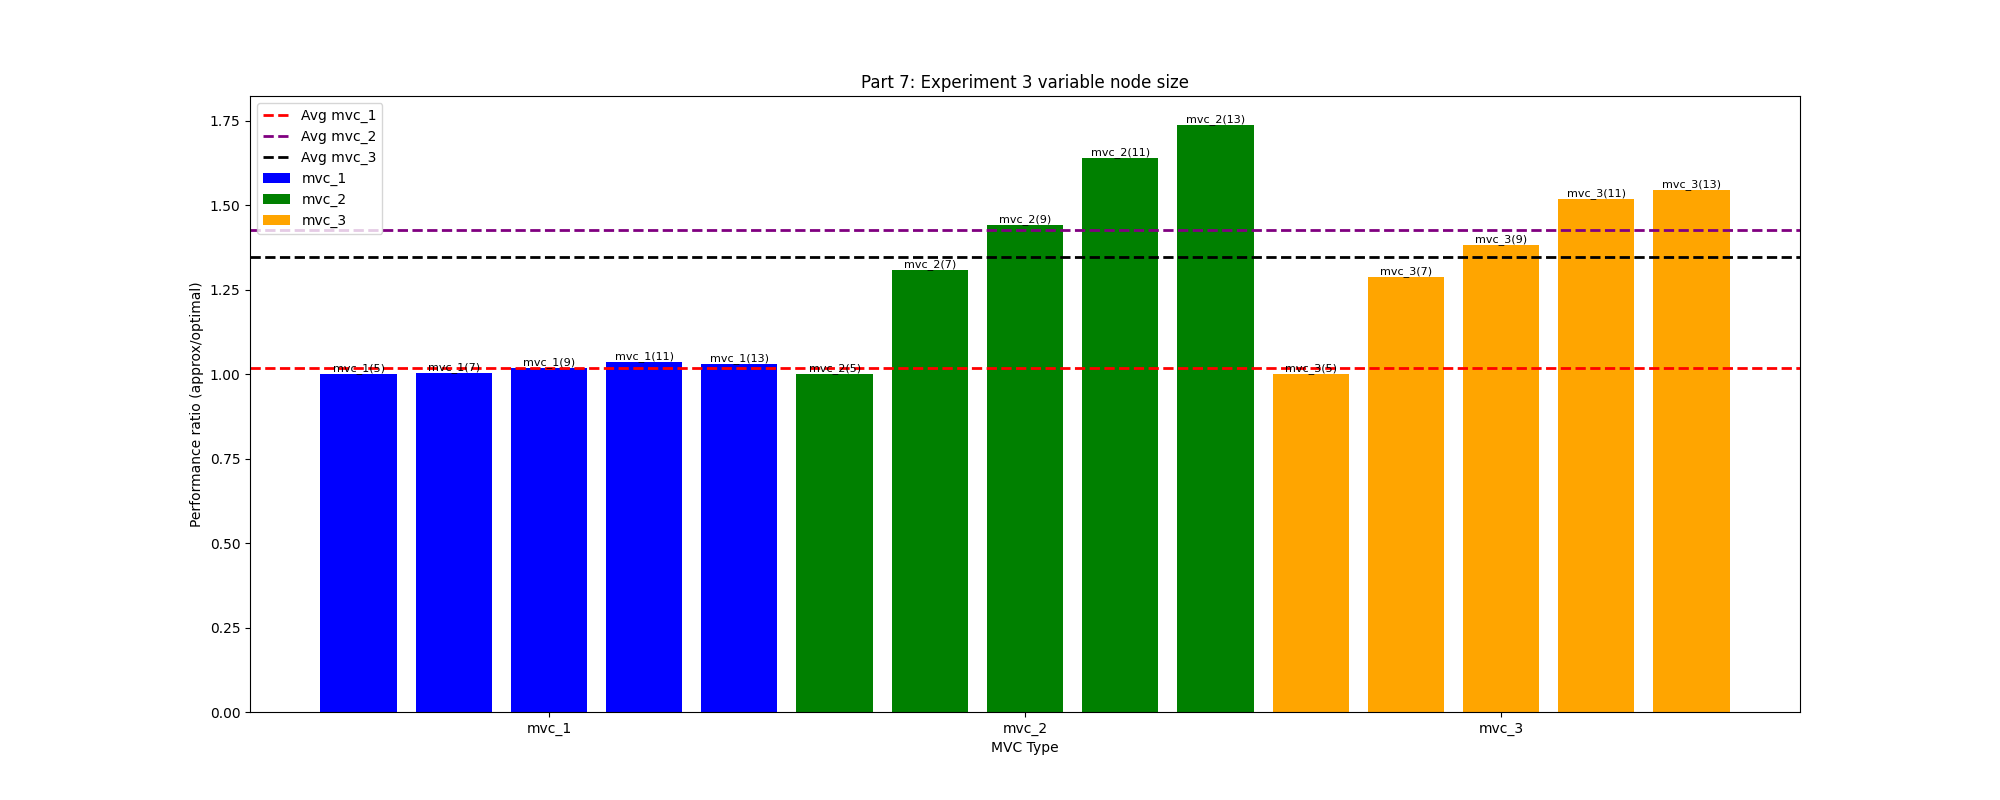 Part 7: Experiment 3 variable node size
Avg mvc_1
Avg mvc_2
Avg mvc_3
mvc_1
mvc_2
mvc_3
Performance ratio (approx/optimal)
1.75
1.50
1.25
1.00
0.75
0.50
0.25
0.00
mvc_1(5)
mvc_1(7)
mvc_1(9)
mvc_1(11)
mvc_1(13)
mvc_2(5)
mvc_2(7)
mvc_2(9)
mvc_2(11)
mvc_2(13)
mvc_3(5)
mvc_3(7)
mvc_3(9)
mvc_3(11)
mvc_3(13)
mvc_1
mvc_2
mvc_3
MVC Type